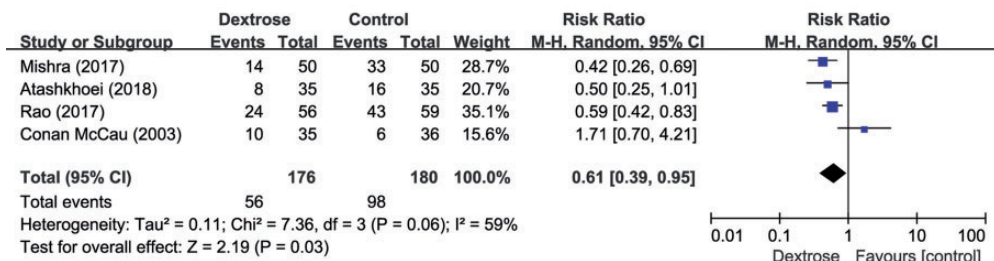 Dextrose Control Risk Ratio Risk Ratio
Study or Subgroup Events Total Events Total Weight M-H, Random, 95% CI M-H, Random, 95% CI
Mishra (2017) 14 50 33 50 28.7% 0.42 [0.26, 0.69]
Atashkhoei (2018) 8 35 16 35 20.7% 0.50 [0.25, 1.01]
Rao (2017) 24 56 43 59 35.1% 0.59 [0.42, 0.83]
Conan McCau (2003) 10 35 6 36 15.6% 1.71 [0.70, 4.21]
Total (95% CI) 176 180 100.0% 0.61 [0.39, 0.95]
Total events 56 98
Heterogeneity: Tau² = 0.11; Chi² = 7.36, df = 3 (P = 0.06); I² = 59%
Test for overall effect: Z = 2.19 (P = 0.03)
0.01 0.1 1 10 100
Dextrose Favours [control]